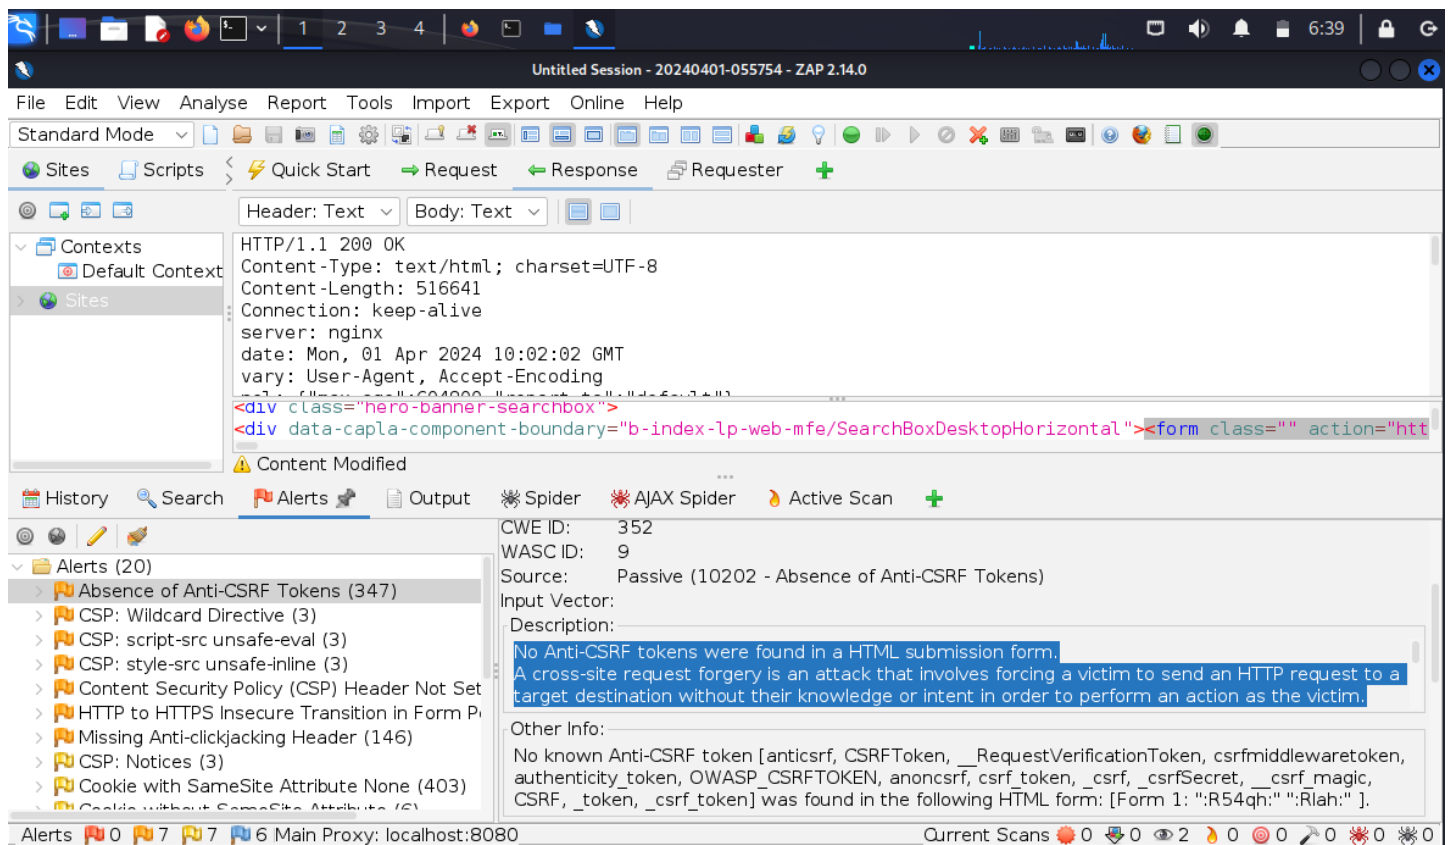 1 2 3 4 6:39
Untitled Session - 20240401-055754 - ZAP 2.14.0
File Edit View Analyse Report Tools Import Export Online Help
Standard Mode
Sites Scripts Quick Start Request Response Requester
Header: Text Body: Text
Contexts
Default Context
Sites
HTTP/1.1 200 OK
Content-Type: text/html; charset=UTF-8
Content-Length: 516641
Connection: keep-alive
server: nginx
date: Mon, 01 Apr 2024 10:02:02 GMT
vary: User-Agent, Accept-Encoding
<div class="hero-banner-searchbox">
<div data-capla-component-boundary="b-index-lp-web-mfe/SearchBoxDesktopHorizontal"><form class="" action="htt
Content Modified
History Search Alerts Output Spider AJAX Spider Active Scan
Alerts (20)
Absence of Anti-CSRF Tokens (347)
CSP: Wildcard Directive (3)
CSP: script-src unsafe-eval (3)
CSP: style-src unsafe-inline (3)
Content Security Policy (CSP) Header Not Set
HTTP to HTTPS Insecure Transition in Form P
Missing Anti-clickjacking Header (146)
CSP: Notices (3)
Cookie with SameSite Attribute None (403)
Cookie without SameSite Attribute (6)
CWE ID: 352
WASC ID: 9
Source: Passive (10202 - Absence of Anti-CSRF Tokens)
Input Vector:
Description:
No Anti-CSRF tokens were found in a HTML submission form.
A cross-site request forgery is an attack that involves forcing a victim to send an HTTP request to a
target destination without their knowledge or intent in order to perform an action as the victim.
Other Info:
No known Anti-CSRF token [anticsrf, CSRFToken, __RequestVerificationToken, csrfmiddlewaretoken,
authenticity_token, OWASP_CSRFTOKEN, anoncsrf, csrf_token, _csrf, _csrfSecret, __csrf_magic,
CSRF, _token, _csrf_token] was found in the following HTML form: [Form 1: ":R54qh:" ":Rlah:" ].
Alerts 0 7 7 6 Main Proxy: localhost:8080 Current Scans 0 0 2 0 0 0 0 0